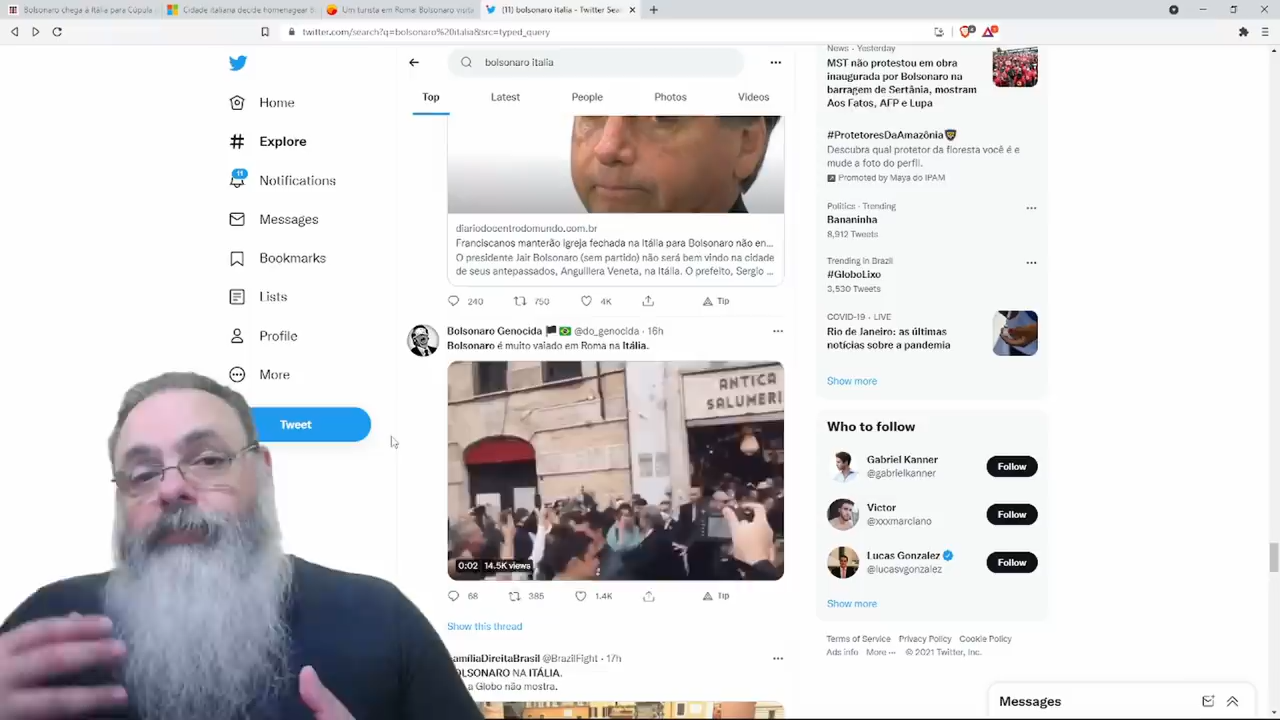 Bolsonaro chega a Itália para Cúpula
Cidade italiana decide homenagear B
Um turista em Roma: Bolsonaro visita
(11) bolsonaro italia - Twitter Sea
twitter.com/search?q=bolsonaro%20italia&src=typed_query
Home
Explore
11
Notifications
Messages
Bookmarks
Lists
Profile
More
Tweet
bolsonaro italia
Top
Latest
People
Photos
Videos
diariodocentrodomundo.com.br
Franciscanos manterão igreja fechada na Itália para Bolsonaro não en...
O presidente Jair Bolsonaro (sem partido) não será bem vindo na cidade
de seus antepassados, Anguillera Veneta, na Itália. O prefeito, Sergio ...
240
750
4K
Tip
Bolsonaro Genocida @do_genocida · 16h
Bolsonaro é muito vaiado em Roma na Itália.
ANTICA
SALUMERI
0:02 14.5K views
68
385
1.4K
Tip
Show this thread
amíliaDireitaBrasil @BrazilFight · 17h
OLSONARO NA ITÁLIA.
a Globo não mostra.
News · Yesterday
MST não protestou em obra
inaugurada por Bolsonaro na
barragem de Sertânia, mostram
Aos Fatos, AFP e Lupa
#ProtetoresDaAmazônia
Descubra qual protetor da floresta você é e
mude a foto do perfil.
Promoted by Maya do IPAM
Politics · Trending
Bananinha
8,912 Tweets
Trending in Brazil
#GloboLixo
3,530 Tweets
COVID-19 · LIVE
Rio de Janeiro: as últimas
notícias sobre a pandemia
Show more
Who to follow
Gabriel Kanner
@gabrielkanner
Follow
Victor
@xxxmarciano
Follow
Lucas Gonzalez
@lucasvgonzalez
Follow
Show more
Terms of Service Privacy Policy Cookie Policy
Ads info More ··· © 2021 Twitter, Inc.
Messages